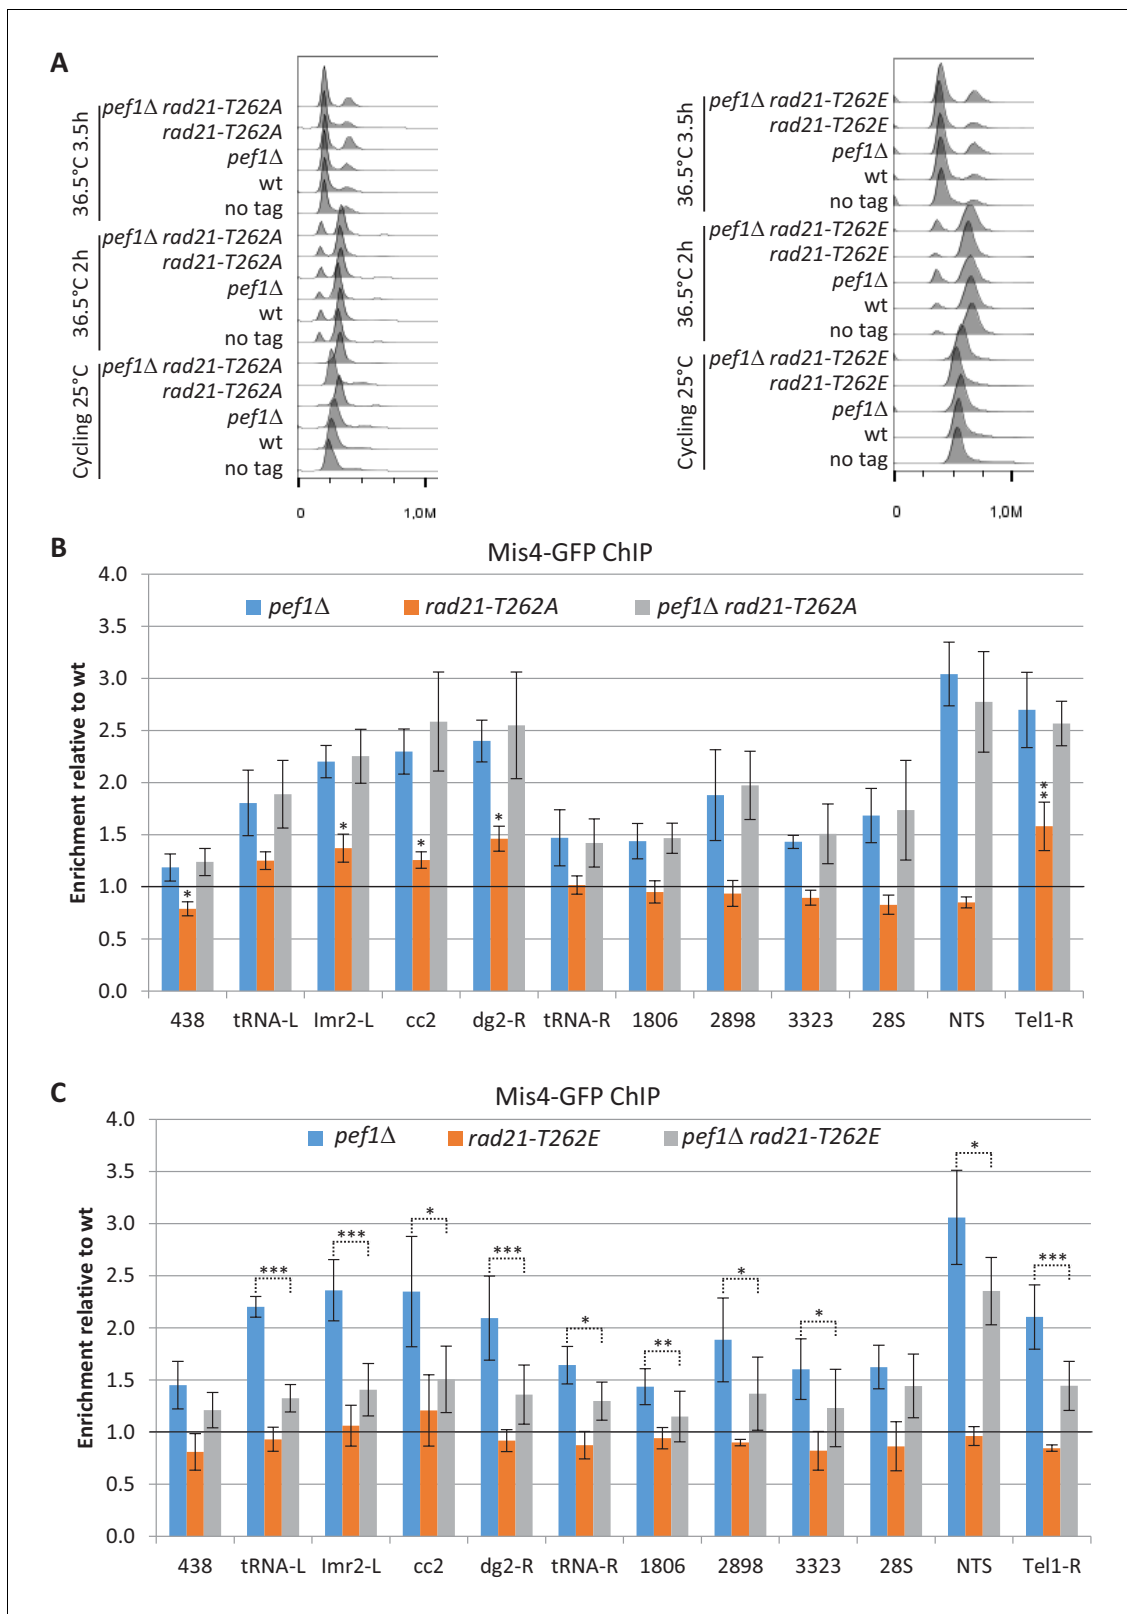 A
36.5°C 3.5h
pef1Δ rad21-T262A
rad21-T262A
pef1Δ
wt
no tag
36.5°C 2h
pef1Δ rad21-T262A
rad21-T262A
pef1Δ
wt
no tag
Cycling 25°C
pef1Δ rad21-T262A
rad21-T262A
pef1Δ
wt
no tag
0 1,0M
36.5°C 3.5h
pef1Δ rad21-T262E
rad21-T262E
pef1Δ
wt
no tag
36.5°C 2h
pef1Δ rad21-T262E
rad21-T262E
pef1Δ
wt
no tag
Cycling 25°C
pef1Δ rad21-T262E
rad21-T262E
pef1Δ
wt
no tag
0 1,0M
B
Mis4-GFP ChIP
pef1Δ rad21-T262A pef1Δ rad21-T262A
Enrichment relative to wt
4.0
3.5
3.0
2.5
2.0
1.5
1.0
0.5
0.0
* * * * **
438 tRNA-L Imr2-L cc2 dg2-R tRNA-R 1806 2898 3323 28S NTS Tel1-R
C
Mis4-GFP ChIP
pef1Δ rad21-T262E pef1Δ rad21-T262E
Enrichment relative to wt
4.0
3.5
3.0
2.5
2.0
1.5
1.0
0.5
0.0
*** *** * *** * ** * * * ***
438 tRNA-L Imr2-L cc2 dg2-R tRNA-R 1806 2898 3323 28S NTS Tel1-R